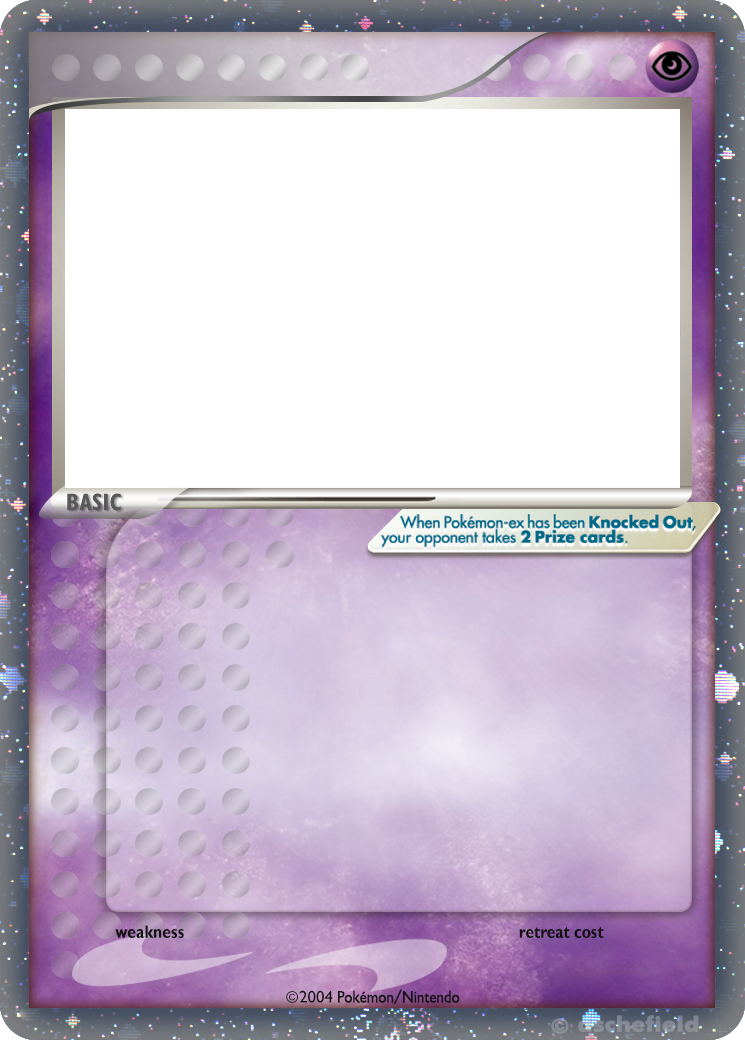 BASIC
When Pokémon-ex has been Knocked Out,
your opponent takes 2 Prize cards.
weakness
retreat cost
©2004 Pokémon/Nintendo
© aschefield